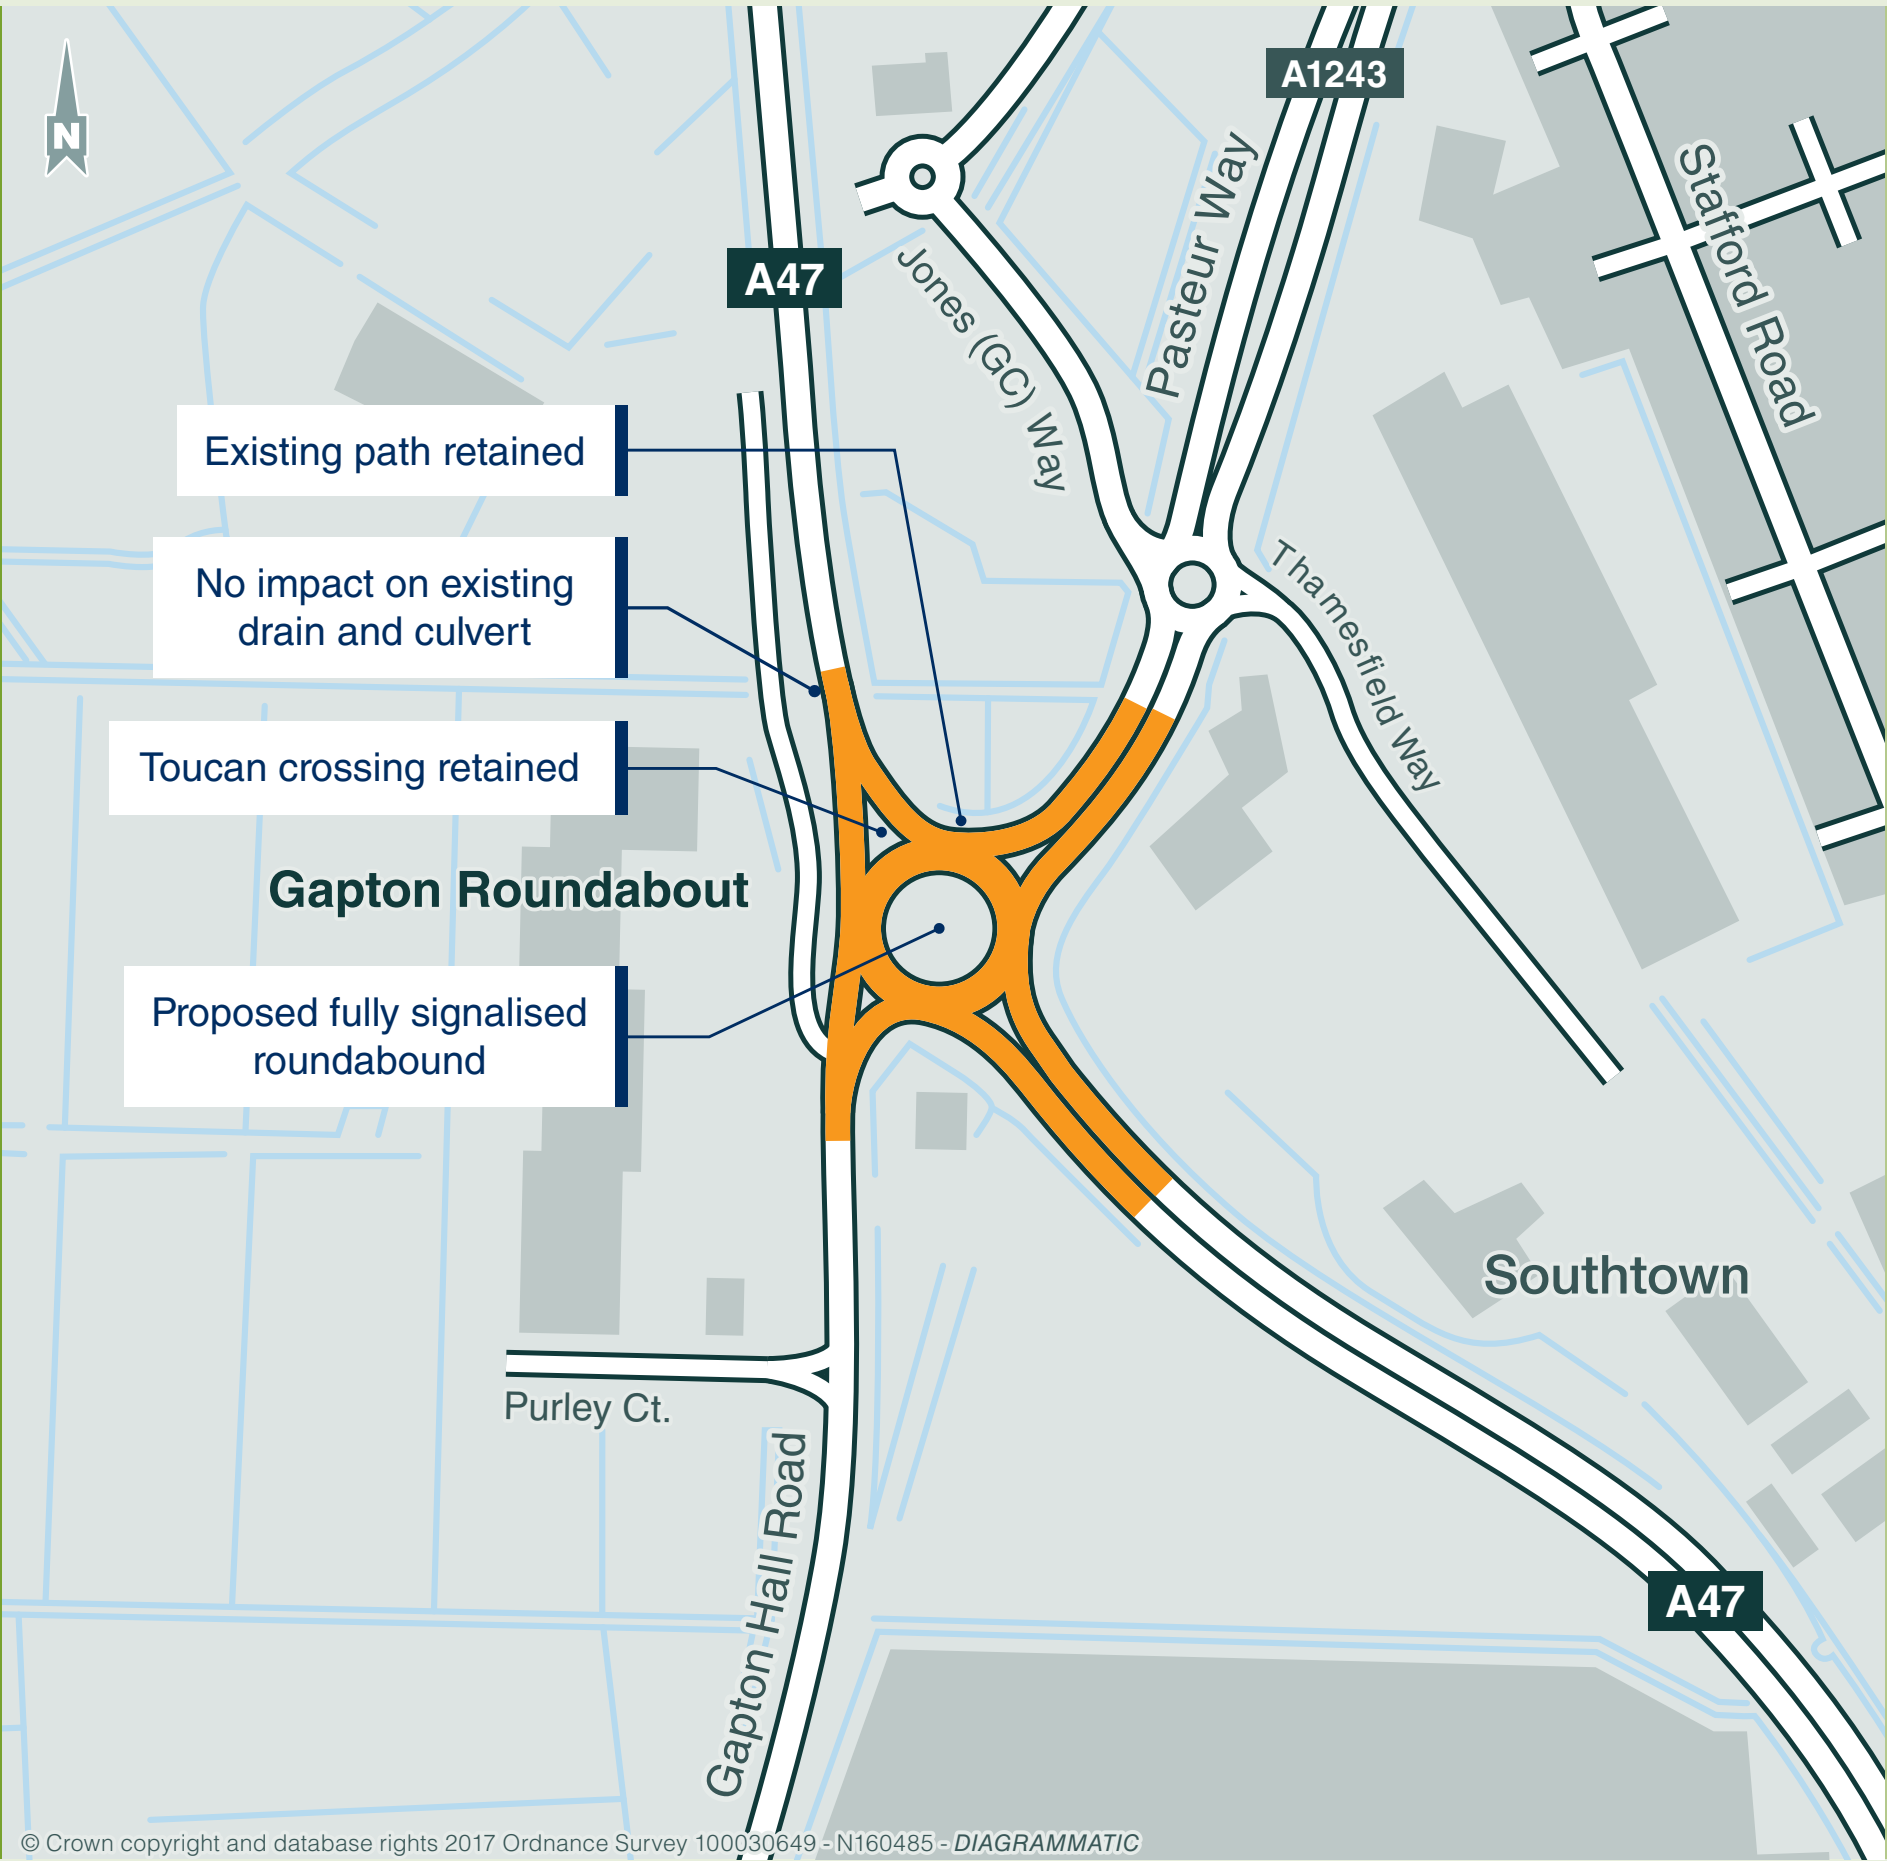 N
A1243
A47
Jones (GC) Way
Pasteur Way
Stafford Road
Existing path retained
No impact on existing
drain and culvert
Thamesfield Way
Toucan crossing retained
Gapton Roundabout
Proposed fully signalised
roundabound
Southtown
Purley Ct.
Gapton Hall Road
A47
© Crown copyright and database rights 2017 Ordnance Survey 100030649 - N160485 - DIAGRAMMATIC